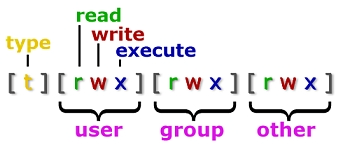 read
write
type
execute
[ t ] [ r w x ] [ r w x ] [ r w x ]
user group other